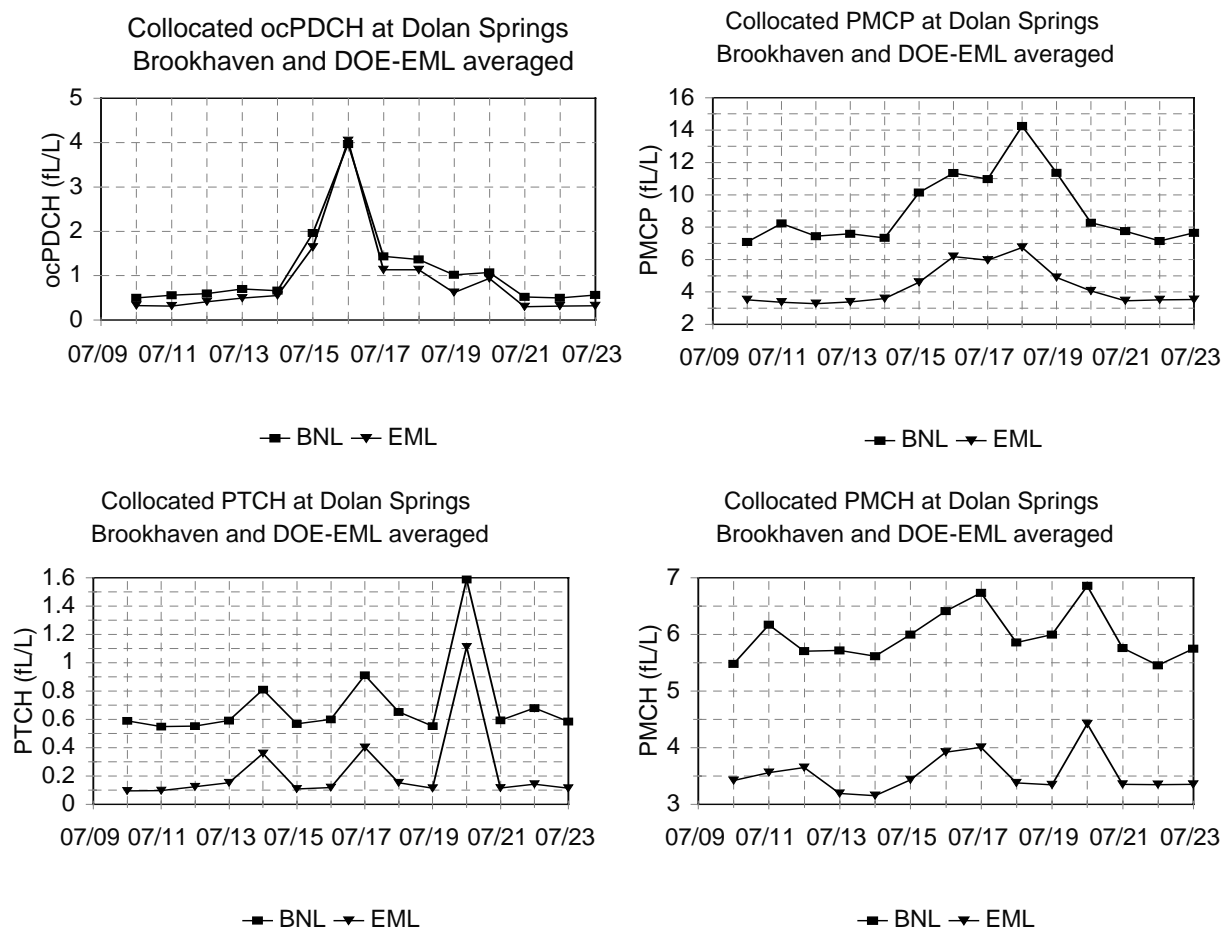 Collocated ocPDCH at Dolan Springs
Brookhaven and DOE-EML averaged
ocPDCH (fL/L)
5
4
3
2
1
0
07/09 07/11 07/13 07/15 07/17 07/19 07/21 07/23
BNL EML
Collocated PMCP at Dolan Springs
Brookhaven and DOE-EML averaged
PMCP (fL/L)
16
14
12
10
8
6
4
2
07/09 07/11 07/13 07/15 07/17 07/19 07/21 07/23
BNL EML
Collocated PTCH at Dolan Springs
Brookhaven and DOE-EML averaged
PTCH (fL/L)
1.6
1.4
1.2
1
0.8
0.6
0.4
0.2
0
07/09 07/11 07/13 07/15 07/17 07/19 07/21 07/23
BNL EML
Collocated PMCH at Dolan Springs
Brookhaven and DOE-EML averaged
PMCH (fL/L)
7
6
5
4
3
07/09 07/11 07/13 07/15 07/17 07/19 07/21 07/23
BNL EML